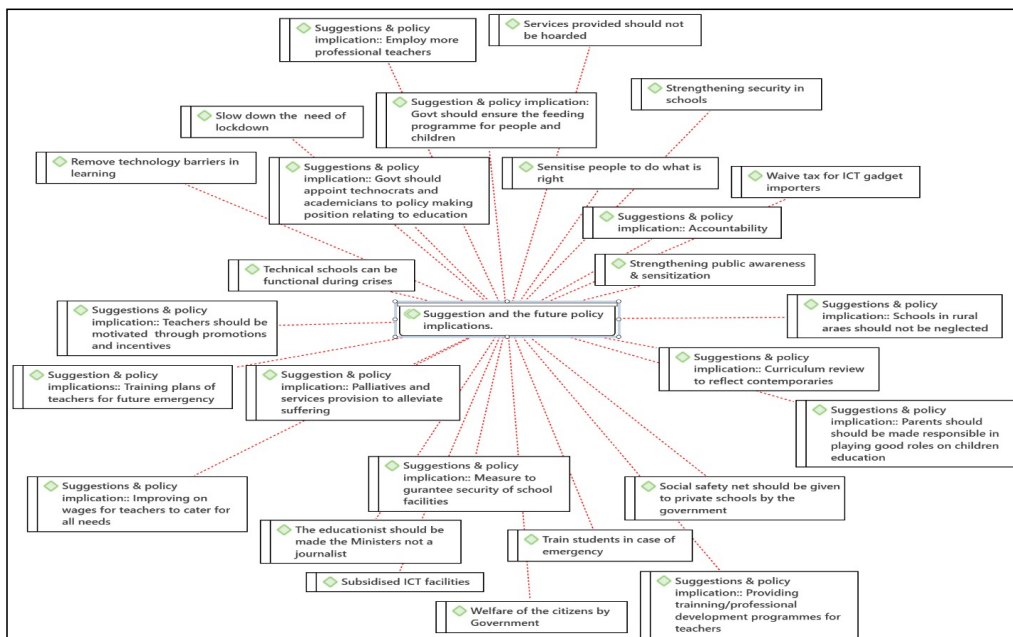 Suggestions & policy
implication:: Employ more
professional teachers
Services provided should not
be hoarded
Slow down the need of
lockdown
Suggestion & policy implication:
Govt should ensure the feeding
programme for people and
children
Strengthening security in
schools
Remove technology barriers in
learning
Suggestions & policy
implication:: Govt should
appoint technocrats and
academicians to policy making
position relating to education
Sensitise people to do what is
right
Waive tax for ICT gadget
importers
Suggestions & policy
implication:: Accountability
Technical schools can be
functional during crises
Strengthening public awareness
& sensitization
Suggestion and the future policy
implications.
Suggestions & policy
implication:: Teachers should be
motivated through promotions
and incentives
Suggestions & policy
implication:: Schools in rural
araes should not be neglected
Suggestion & policy
implications:: Training plans of
teachers for future emergency
Suggestions & policy
implication:: Palliatives and
services provision to alleviate
suffering
Suggestions & policy
implication:: Curriculum review
to reflect contemporaries
Suggestions & policy
implication:: Parents should
should be made responsible in
playing good roles on children
education
Suggestions & policy
implication:: Improving on
wages for teachers to cater for
all needs
Suggestions & policy
implication:: Measure to
gurantee security of school
facilities
Social safety net should be given
to private schools by the
government
The educationist should be
made the Ministers not a
journalist
Train students in case of
emergency
Subsidised ICT facilities
Suggestions & policy
implication:: Providing
trainning/professional
development programmes for
teachers
Welfare of the citizens by
Government